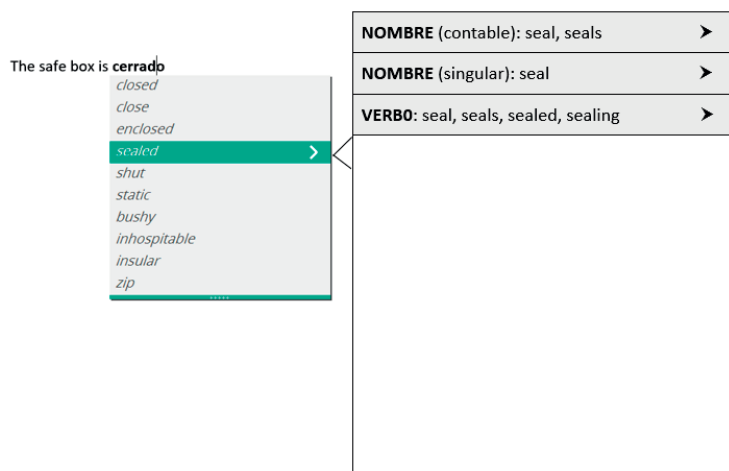 The safe box is cerrado
closed
close
enclosed
sealed
shut
static
bushy
inhospitable
insular
zip
NOMBRE (contable): seal, seals
NOMBRE (singular): seal
VERB0: seal, seals, sealed, sealing